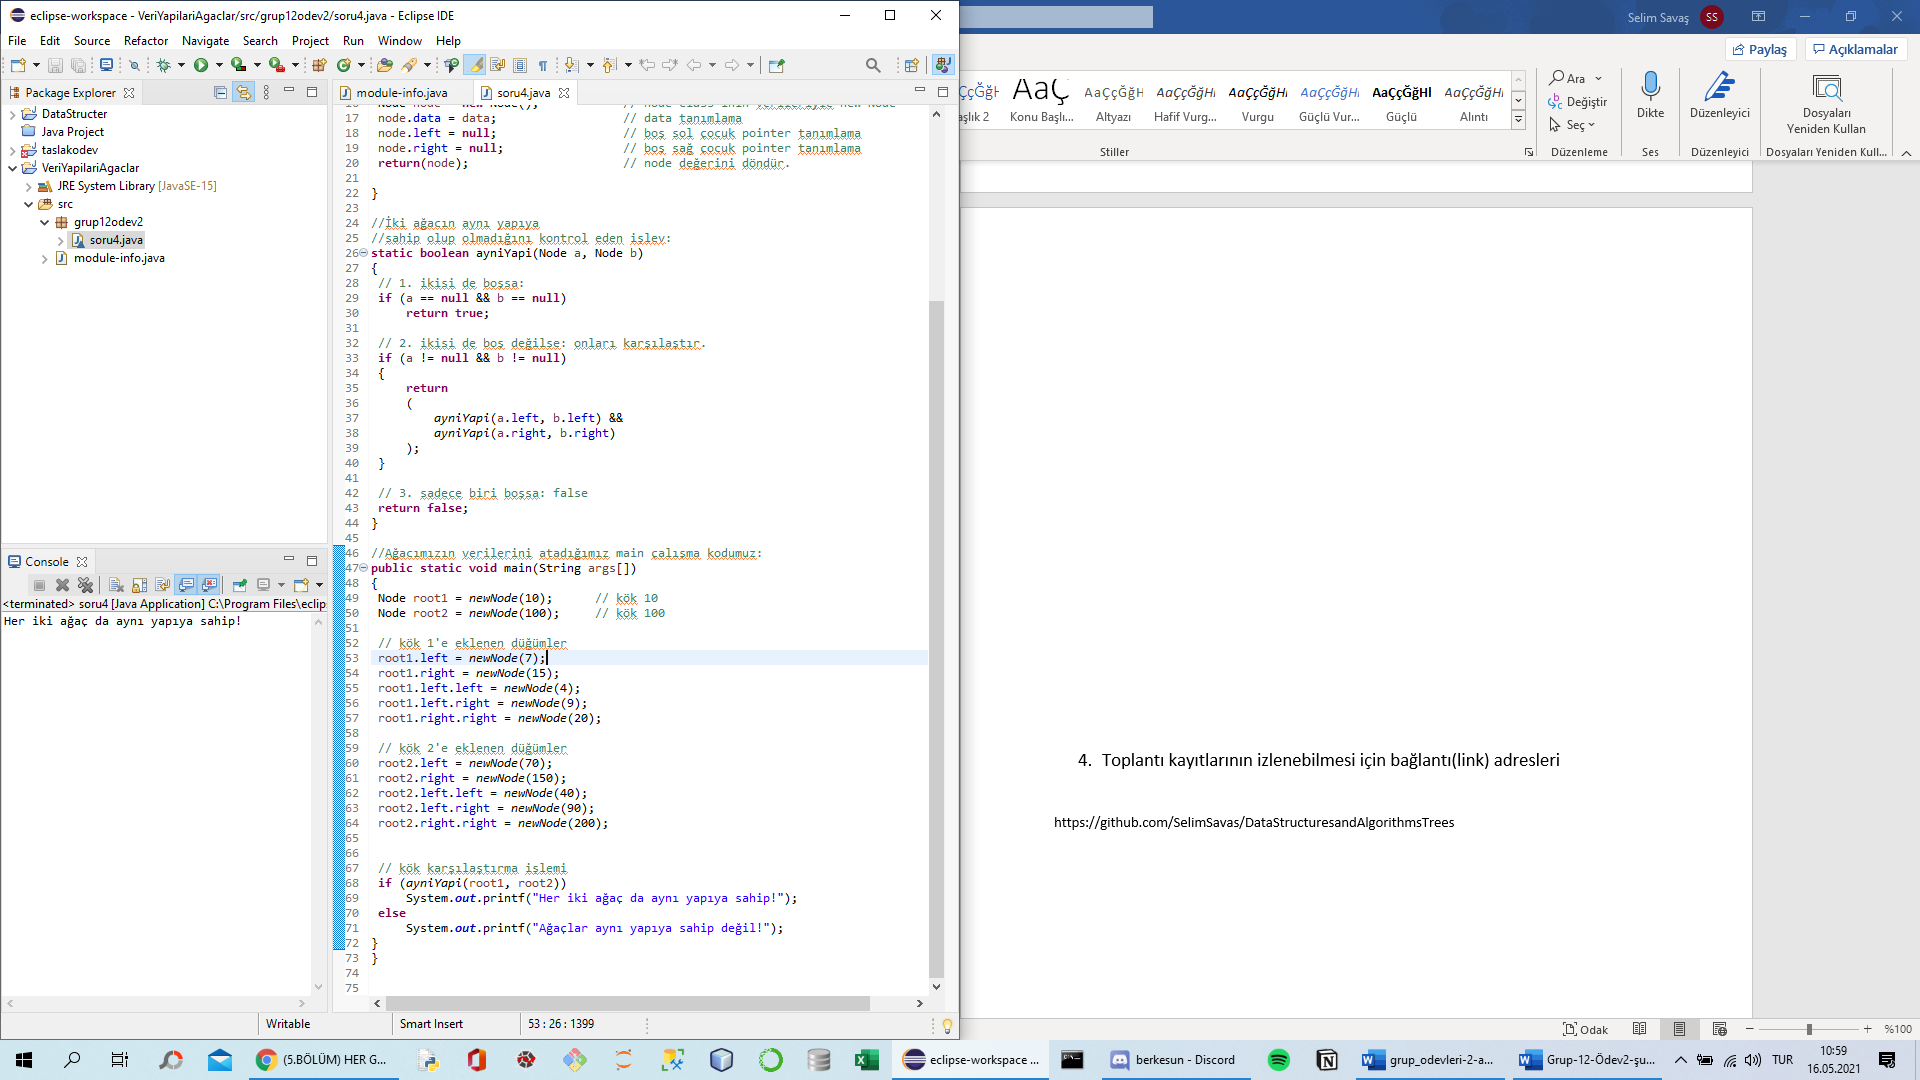 eclipse-workspace - VeriYapilariAgaclar/src/grup12odev2/soru4.java - Eclipse IDE
File Edit Source Refactor Navigate Search Project Run Window Help
Package Explorer
DataStructer
Java Project
taslakodev
VeriYapilariAgaclar
JRE System Library [JavaSE-15]
src
grup12odev2
soru4.java
module-info.java
Console
<terminated> soru4 [Java Application] C:\Program Files\eclip
Her iki ağaç da aynı yapıya sahip!
module-info.java
soru4.java
17 node.data = data; // data tanımlama
18 node.left = null; // boş sol çocuk pointer tanımlama
19 node.right = null; // boş sağ çocuk pointer tanımlama
20 return(node); // node değerini döndür.
21
22 }
23
24 //İki ağacın aynı yapıya
25 //sahip olup olmadığını kontrol eden işlev:
26 static boolean ayniYapi(Node a, Node b)
27 {
28 // 1. ikisi de boşsa:
29 if (a == null && b == null)
30 return true;
31
32 // 2. ikisi de boş değilse: onları karşılaştır.
33 if (a != null && b != null)
34 {
35 return
36 (
37 ayniYapi(a.left, b.left) &&
38 ayniYapi(a.right, b.right)
39 );
40 }
41
42 // 3. sadece biri boşsa: false
43 return false;
44 }
45
46 //Ağacımızın verilerini atadığımız main çalışma kodumuz:
47 public static void main(String args[])
48 {
49 Node root1 = newNode(10); // kök 10
50 Node root2 = newNode(100); // kök 100
51
52 // kök 1'e eklenen düğümler
53 root1.left = newNode(7);
54 root1.right = newNode(15);
55 root1.left.left = newNode(4);
56 root1.left.right = newNode(9);
57 root1.right.right = newNode(20);
58
59 // kök 2'e eklenen düğümler
60 root2.left = newNode(70);
61 root2.right = newNode(150);
62 root2.left.left = newNode(40);
63 root2.left.right = newNode(90);
64 root2.right.right = newNode(200);
65
66
67 // kök karşılaştırma işlemi
68 if (ayniYapi(root1, root2))
69 System.out.printf("Her iki ağaç da aynı yapıya sahip!");
70 else
71 System.out.printf("Ağaçlar aynı yapıya sahip değil!");
72 }
73 }
74
75
Writable Smart Insert 53 : 26 : 1399
Selim Savaş SS
Paylaş Açıklamalar
AaÇ AaÇçĞğH AaÇçĞğHı AaÇçĞğHı AaÇçĞğHı AaÇçĞğHl AaÇçĞğHı
aşlık 2 Konu Başlı... Altyazı Hafif Vurg... Vurgu Güçlü Vur... Güçlü Alıntı
Stiller
Ara
Değiştir
Seç
Düzenleme
Dikte
Ses
Düzenleyici
Düzenleyici
Dosyaları Yeniden Kullan
Dosyaları Yeniden Kull...
4. Toplantı kayıtlarının izlenebilmesi için bağlantı(link) adresleri
https://github.com/SelimSavas/DataStructuresandAlgorithmsTrees
Odak %100
(5.BÖLÜM) HER G... eclipse-workspace ... berkesun - Discord grup_odevleri-2-a... Grup-12-Ödev2-şu... TUR 10:59
16.05.2021